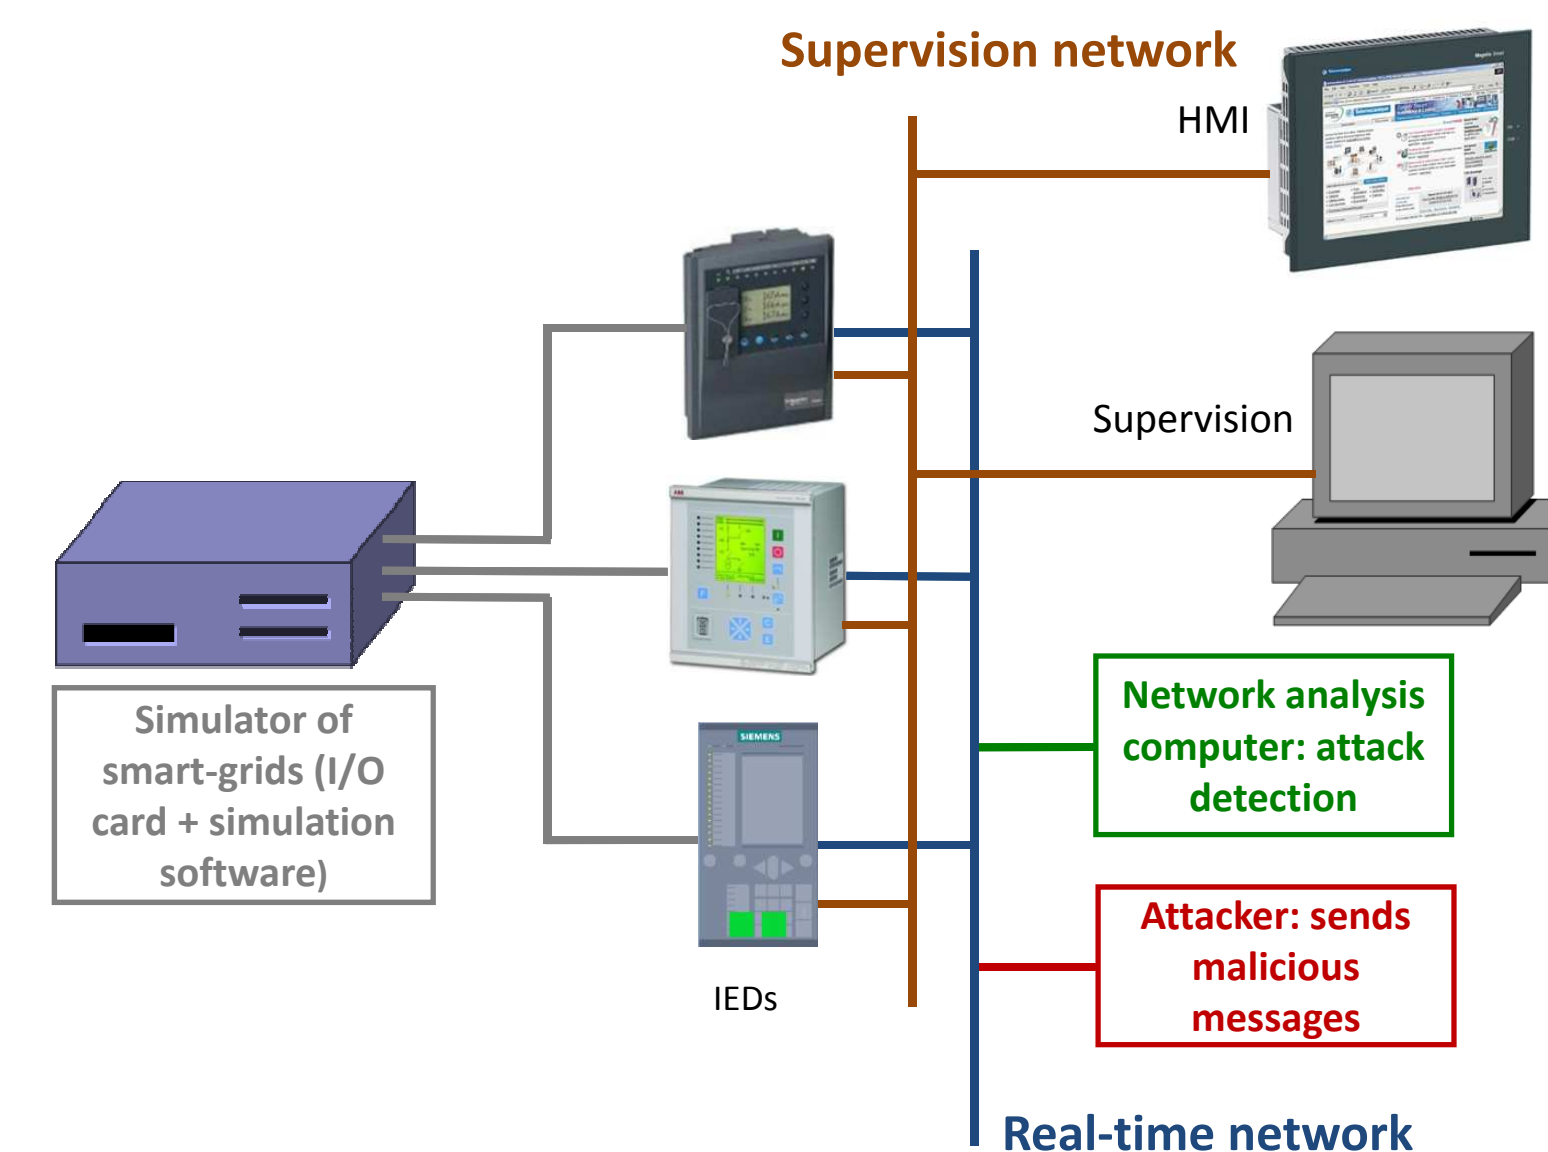 Supervision network
HMI
Supervision
ABB
SIEMENS
Simulator of
smart-grids (I/O
card + simulation
software)
Network analysis
computer: attack
detection
Attacker: sends
malicious
messages
IEDs
Real-time network